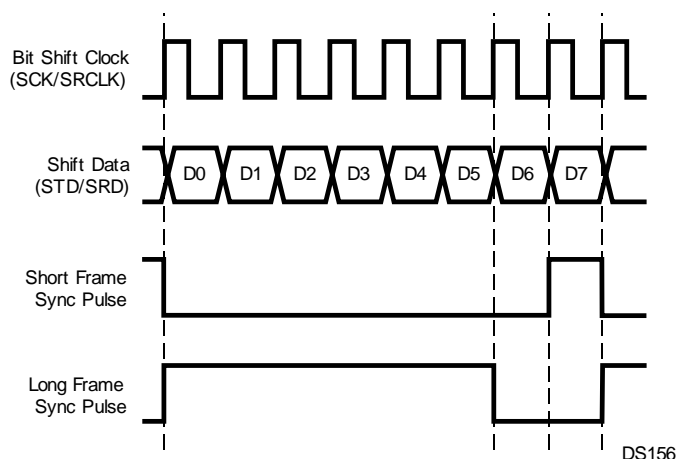 Bit Shift Clock
(SCK/SRCLK)
Shift Data
(STD/SRD)
D0 D1 D2 D3 D4 D5 D6 D7
Short Frame
Sync Pulse
Long Frame
Sync Pulse
DS156